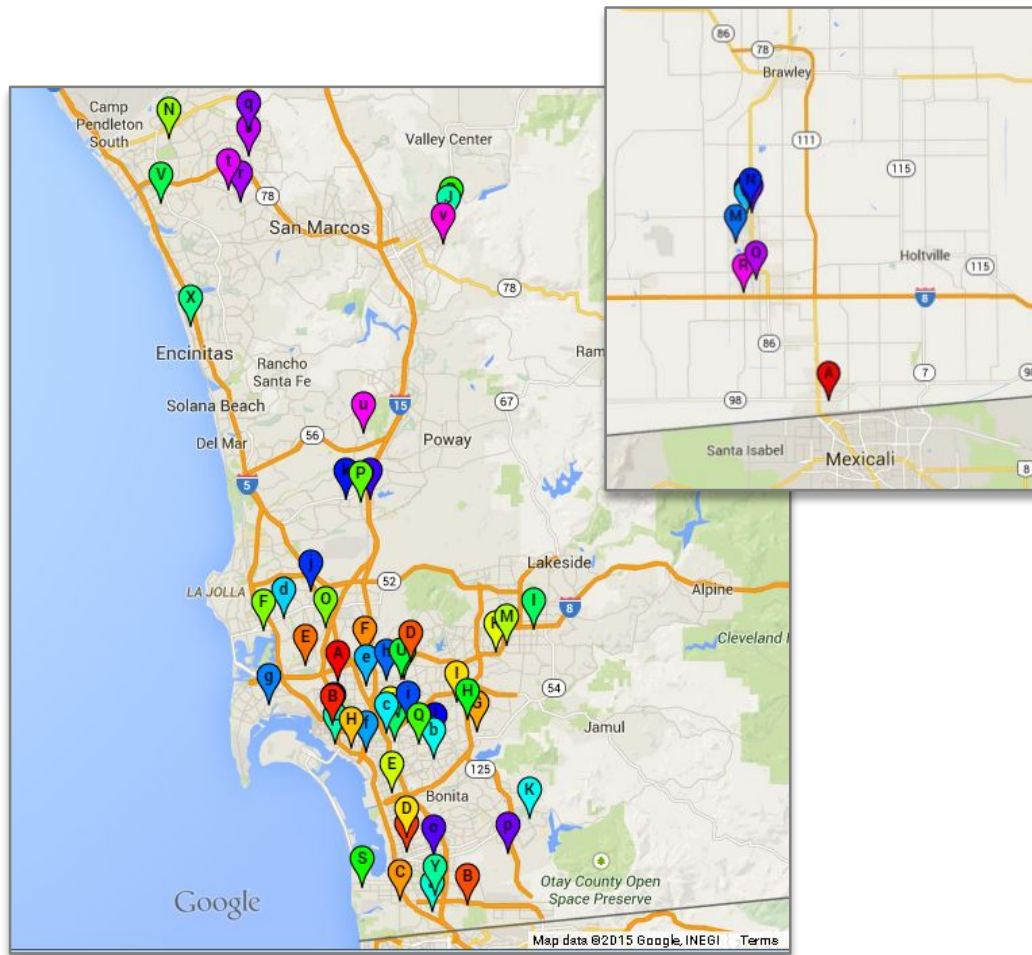 86
78
Brawley
111
115
115
Holtville
N
M
O
R
8
86
A
7
98
98
Santa Isabel
Mexicali
8
Camp
Pendleton
South
N
q
Valley Center
V
t
r
78
J
v
San Marcos
78
X
Encinitas
Rancho
Santa Fe
Ram
u
15
67
Solana Beach
56
Poway
Del Mar
5
P
Lakeside
j
52
Alpine
LA JOLLA
d
F
O
I
8
M
E
F
D
Cleveland
A
e
h
U
g
I
54
B
c
i
H
G
H
f
Q
b
Jamul
E
125
K
Bonita
D
o
p
S
Y
C
B
Otay County Open
Space Preserve
Google
Map data ©2015 Google, INEGI
Terms